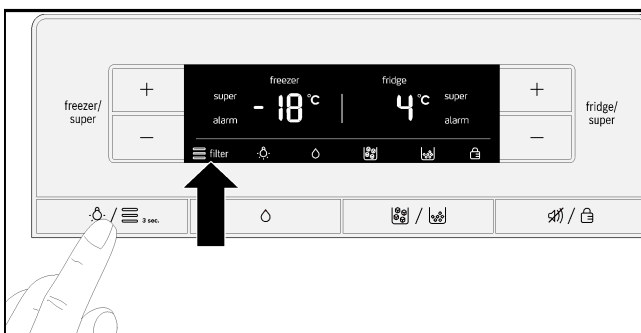 freezer/
super
+
−
freezer
super
alarm
-18 °C
fridge
4 °C
super
alarm
filter
+
−
fridge/
super
/ 3 sec.
/
/